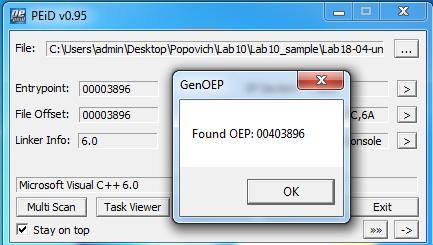 PEiD v0.95
File: C:\Users\admin\Desktop\Popovich\Lab10\Lab10_sample\Lab18-04-un ...
GenOEP
Entrypoint: 00003896 >
File Offset: 00003896 C,6A >
Found OEP: 00403896
Linker Info: 6.0 onsole >
OK
Microsoft Visual C++ 6.0
Multi Scan Task Viewer Exit
Stay on top »» ->